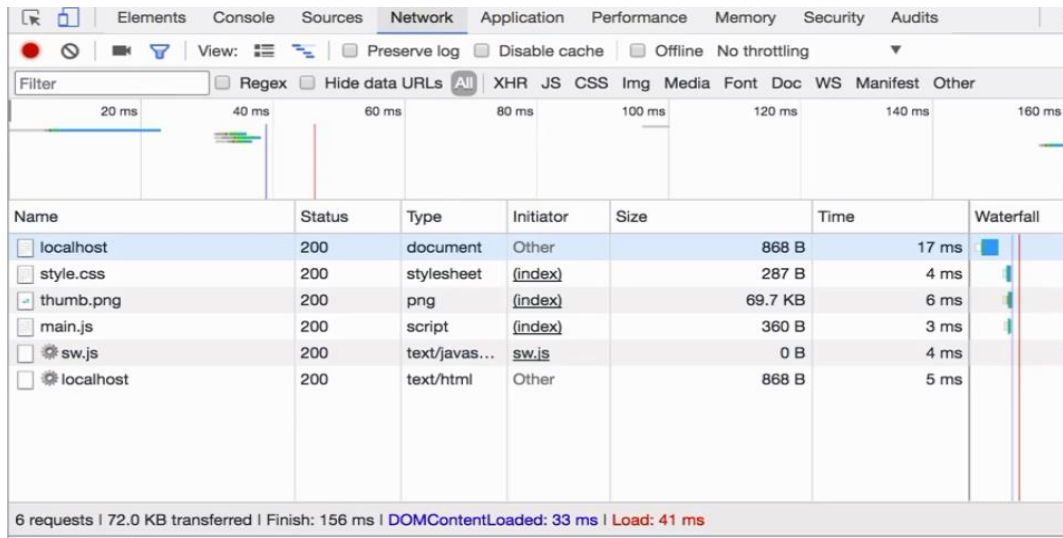 Elements Console Sources Network Application Performance Memory Security Audits
View: Preserve log Disable cache Offline No throttling
Filter Regex Hide data URLs All XHR JS CSS Img Media Font Doc WS Manifest Other
20 ms 40 ms 60 ms 80 ms 100 ms 120 ms 140 ms 160 ms
Name Status Type Initiator Size Time Waterfall
localhost 200 document Other 868 B 17 ms
style.css 200 stylesheet (index) 287 B 4 ms
thumb.png 200 png (index) 69.7 KB 6 ms
main.js 200 script (index) 360 B 3 ms
sw.js 200 text/javas... sw.js 0 B 4 ms
localhost 200 text/html Other 868 B 5 ms
6 requests | 72.0 KB transferred | Finish: 156 ms | DOMContentLoaded: 33 ms | Load: 41 ms